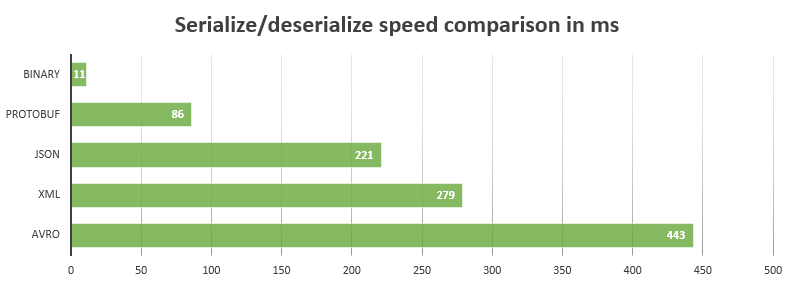 Serialize/deserialize speed comparison in ms
BINARY 11
PROTOBUF 86
JSON 221
XML 279
AVRO 443
0 50 100 150 200 250 300 350 400 450 500